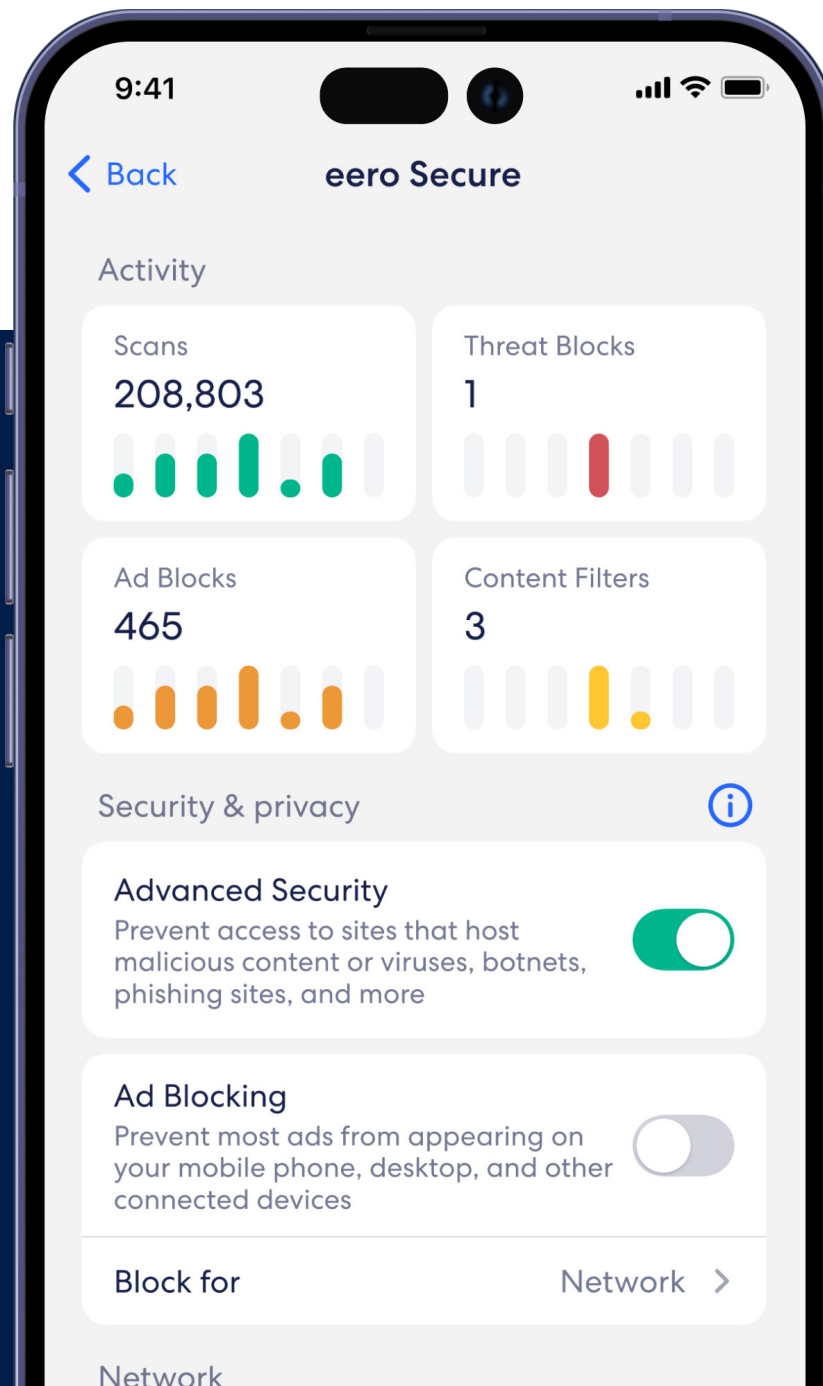 9:41
Back
eero Secure
Activity
Scans
208,803
Threat Blocks
1
Ad Blocks
465
Content Filters
3
Security & privacy
Advanced Security
Prevent access to sites that host
malicious content or viruses, botnets,
phishing sites, and more
Ad Blocking
Prevent most ads from appearing on
your mobile phone, desktop, and other
connected devices
Block for
Network
Network